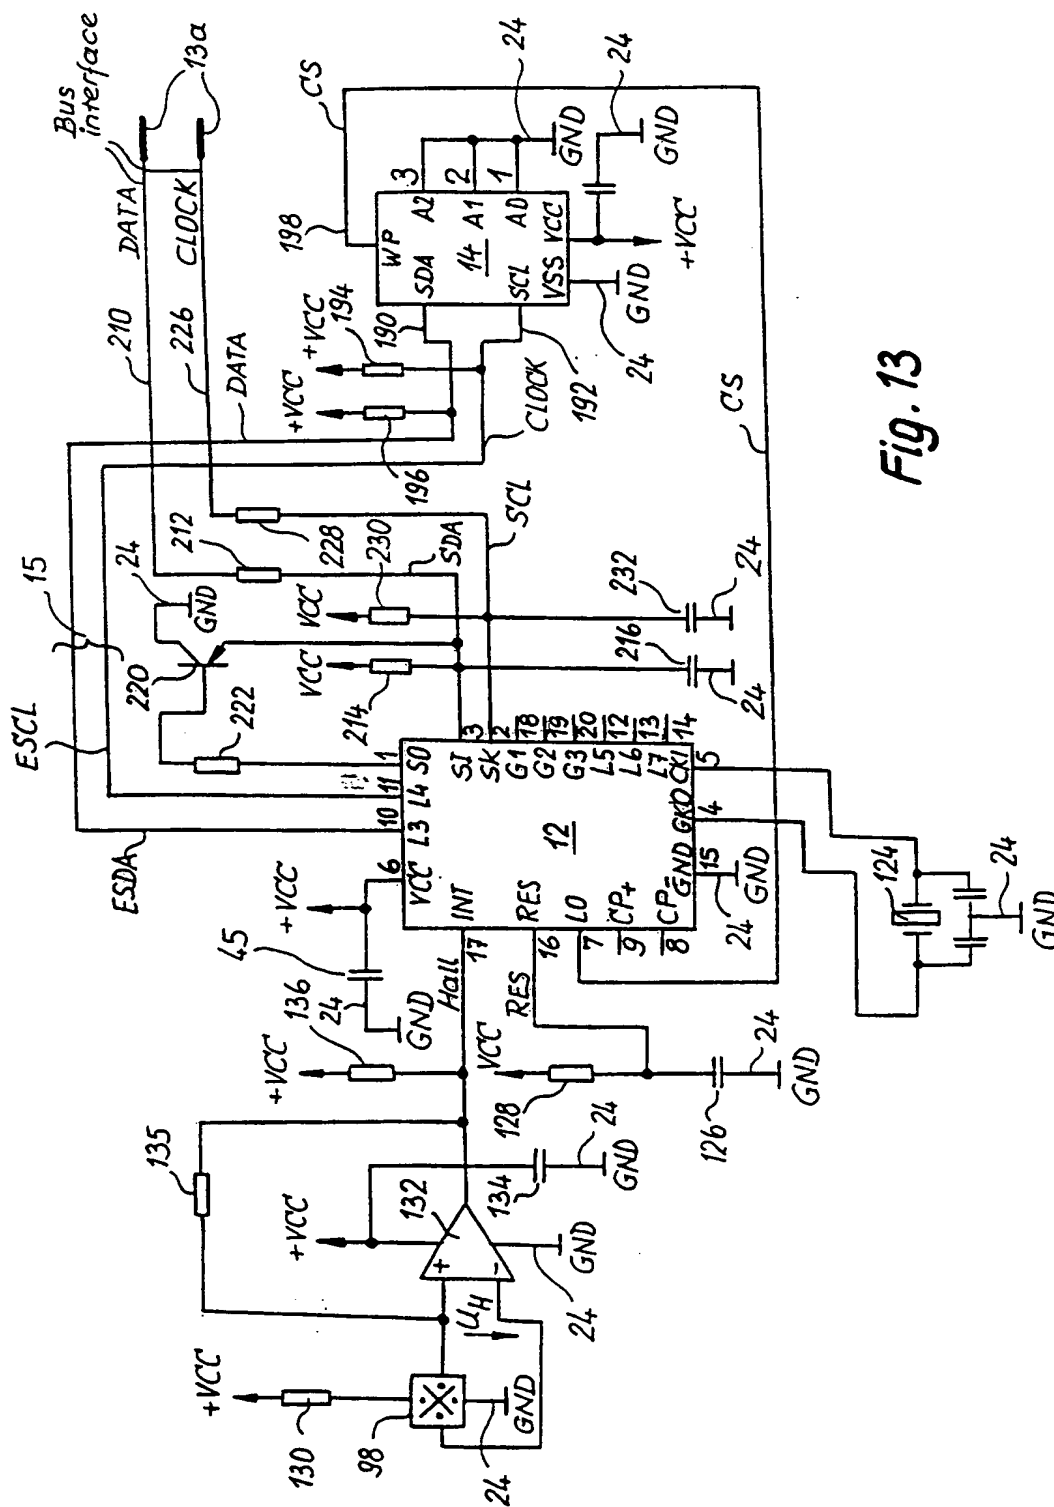 Bus
interface
13a
DATA
CLOCK
210
226
15
ESCL
220
24
GND
212
222
228
ESDA
DATA
+VCC
+VCC
194
196
CLOCK
198
CS
WP
SDA
190
14
A2
3
A1
2
A0
1
SCL
192
VSS
VCC
24
GND
24
GND
24
GND
+VCC
VCC
VCC
214
230
SDA
SCL
216
232
24
24
CS
10
11
1
L3
L4
SO
6
VCC
SI
3
SK
2
G1
18
G2
19
G3
20
L5
12
L6
13
L7
14
CKI
5
GKO
4
GND
15
24
GND
12
INT
17
Hall
RES
16
RES
LO
7
CP+
9
CP-
8
+VCC
45
24
GND
136
+VCC
135
+VCC
132
+
-
134
24
GND
24
GND
VCC
128
126
24
GND
124
24
GND
UH
+VCC
130
98
24
GND
Fig. 13